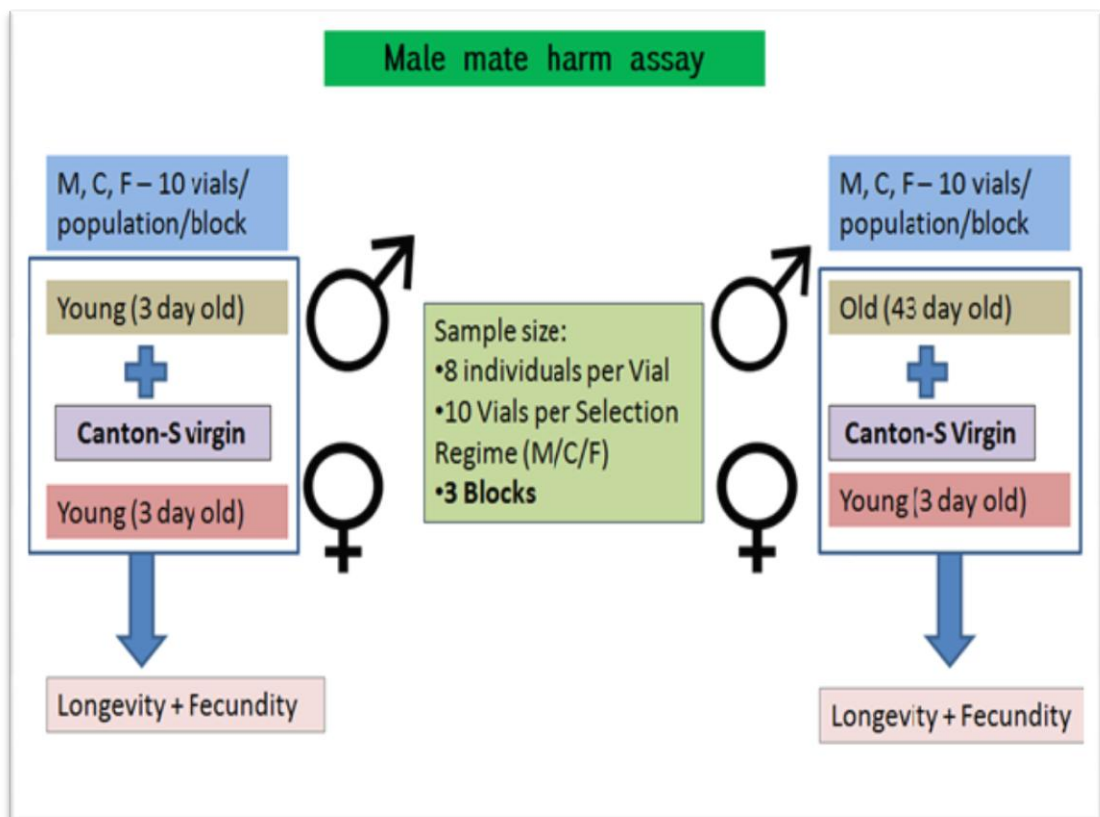 Male mate harm assay
M, C, F – 10 vials/
population/block
Young (3 day old)
Canton-S virgin
Young (3 day old)
Longevity + Fecundity
Sample size:
•8 individuals per Vial
•10 Vials per Selection
Regime (M/C/F)
•3 Blocks
M, C, F – 10 vials/
population/block
Old (43 day old)
Canton-S Virgin
Young (3 day old)
Longevity + Fecundity